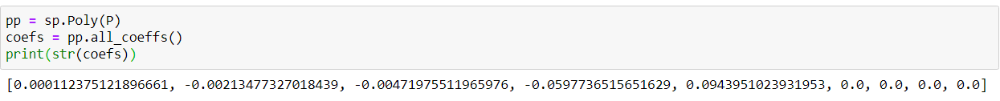 pp = sp.Poly(P)
coefs = pp.all_coeffs()
print(str(coefs))
[0.000112375121896661, -0.00213477327018439, -0.00471975511965976, -0.0597736515651629, 0.0943951023931953, 0.0, 0.0, 0.0, 0.0]